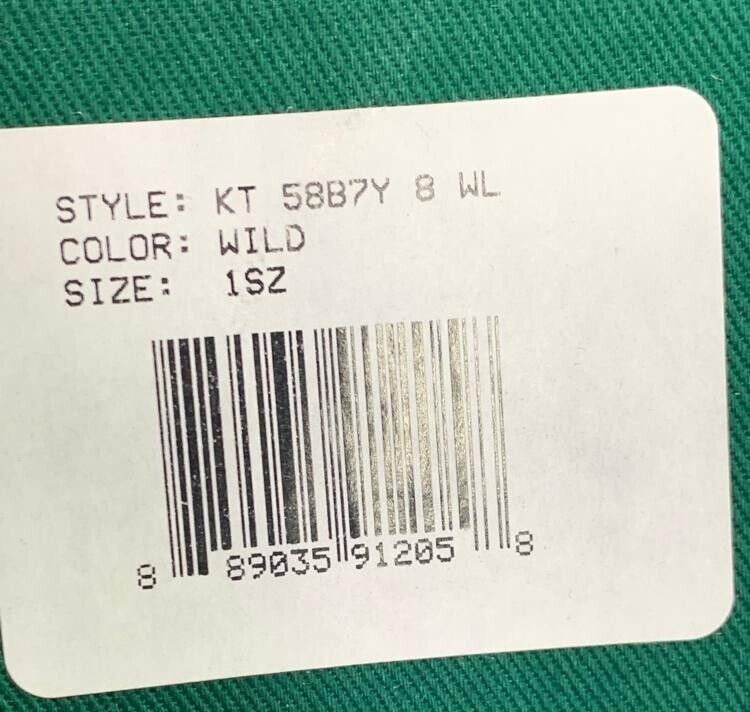 STYLE: KT 58B7Y 8 WL
COLOR: WILD
SIZE: 1SZ
8 89035 91205 8